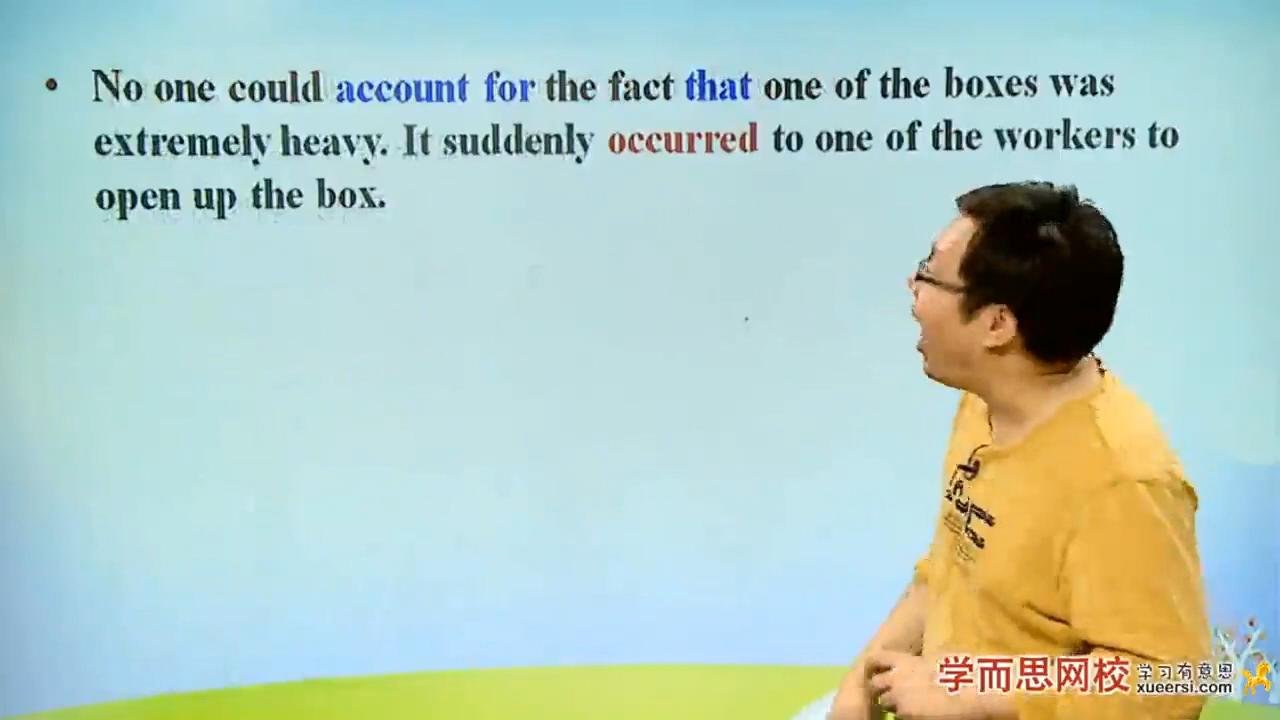 • No one could account for the fact that one of the boxes was
extremely heavy. It suddenly occurred to one of the workers to
open up the box.
学而思网校 学习有意思
xueersi.com